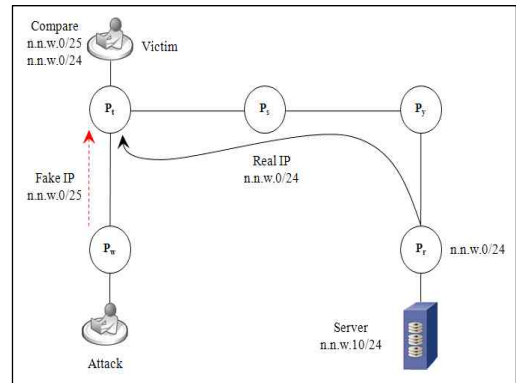 Compare
n.n.w.0/25
n.n.w.0/24
Victim
Pt
Ps
Py
Fake IP
n.n.w.0/25
Real IP
n.n.w.0/24
Pw
Pr
n.n.w.0/24
Attack
Server
n.n.w.10/24